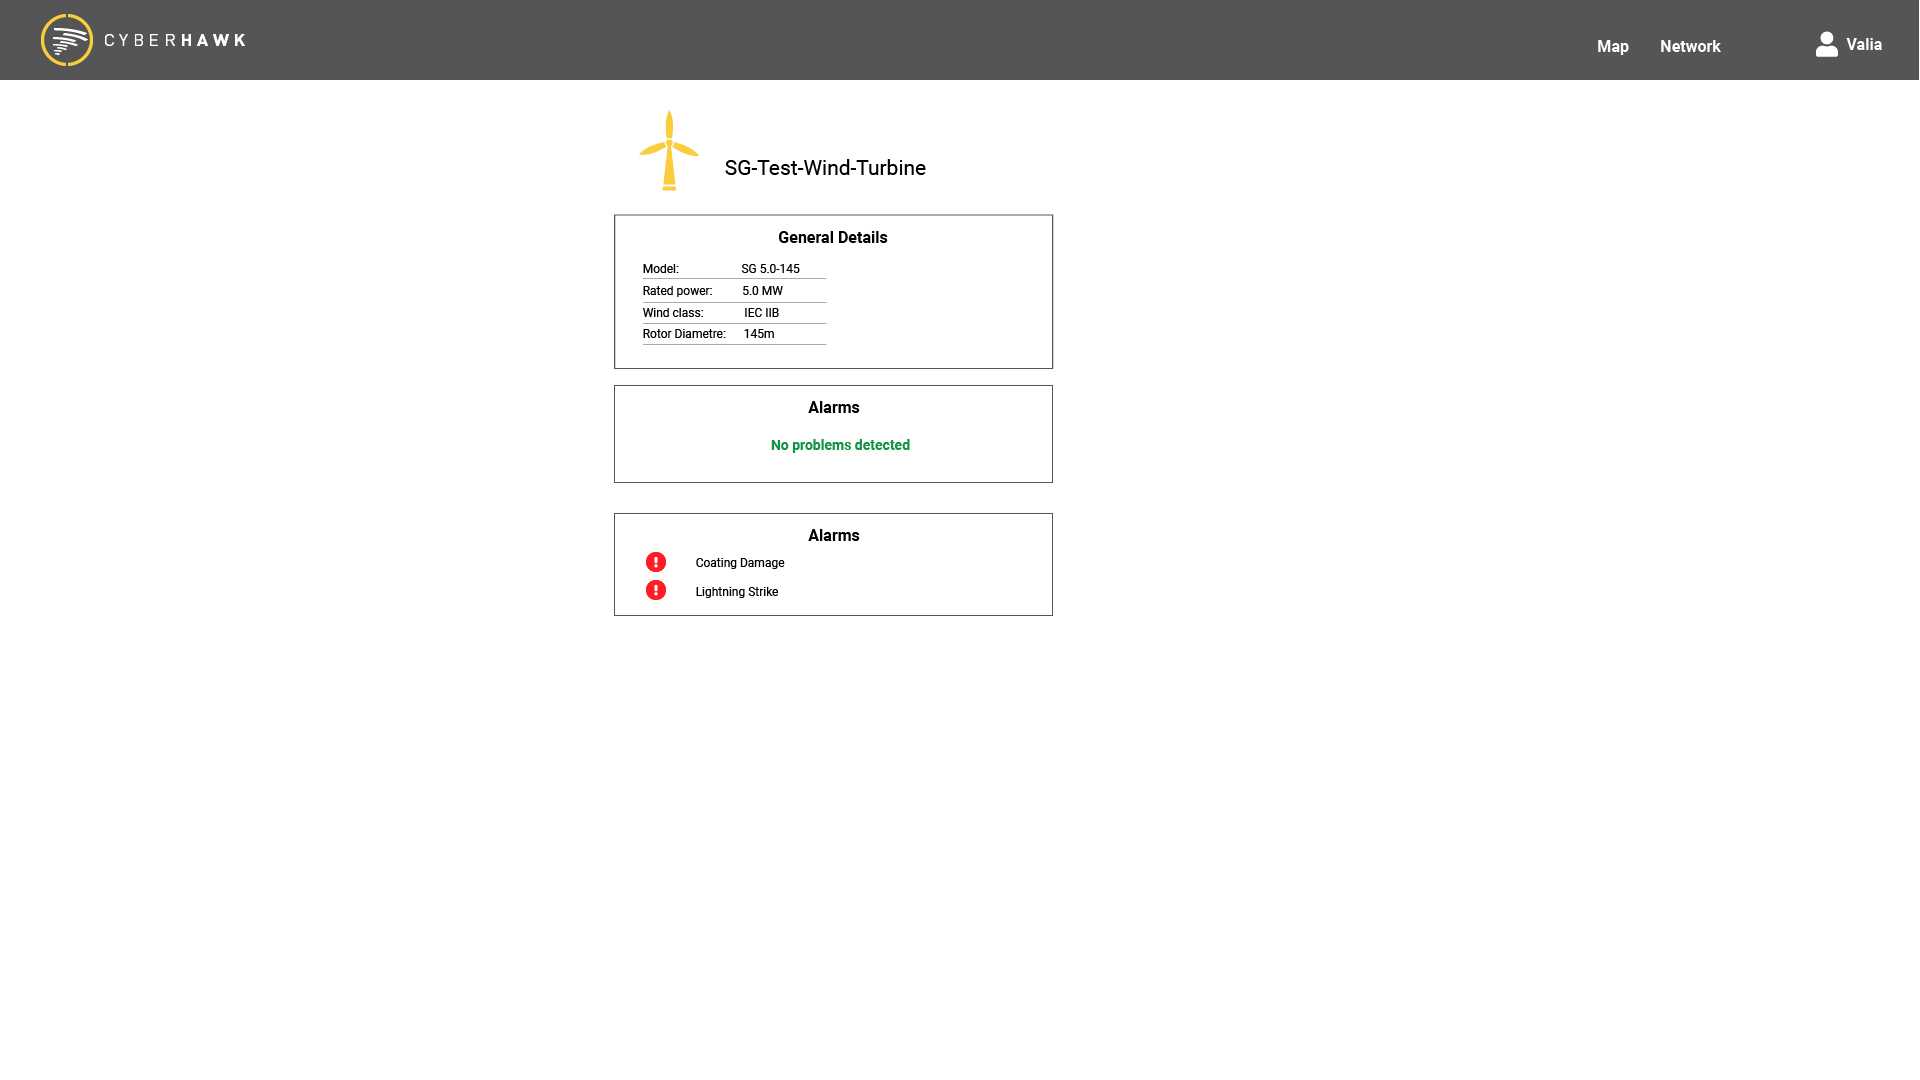 CYBERHAWK
Map Network Valia
SG-Test-Wind-Turbine
General Details
Model: SG 5.0-145
Rated power: 5.0 MW
Wind class: IEC IIB
Rotor Diametre: 145m
Alarms
No problems detected
Alarms
Coating Damage
Lightning Strike